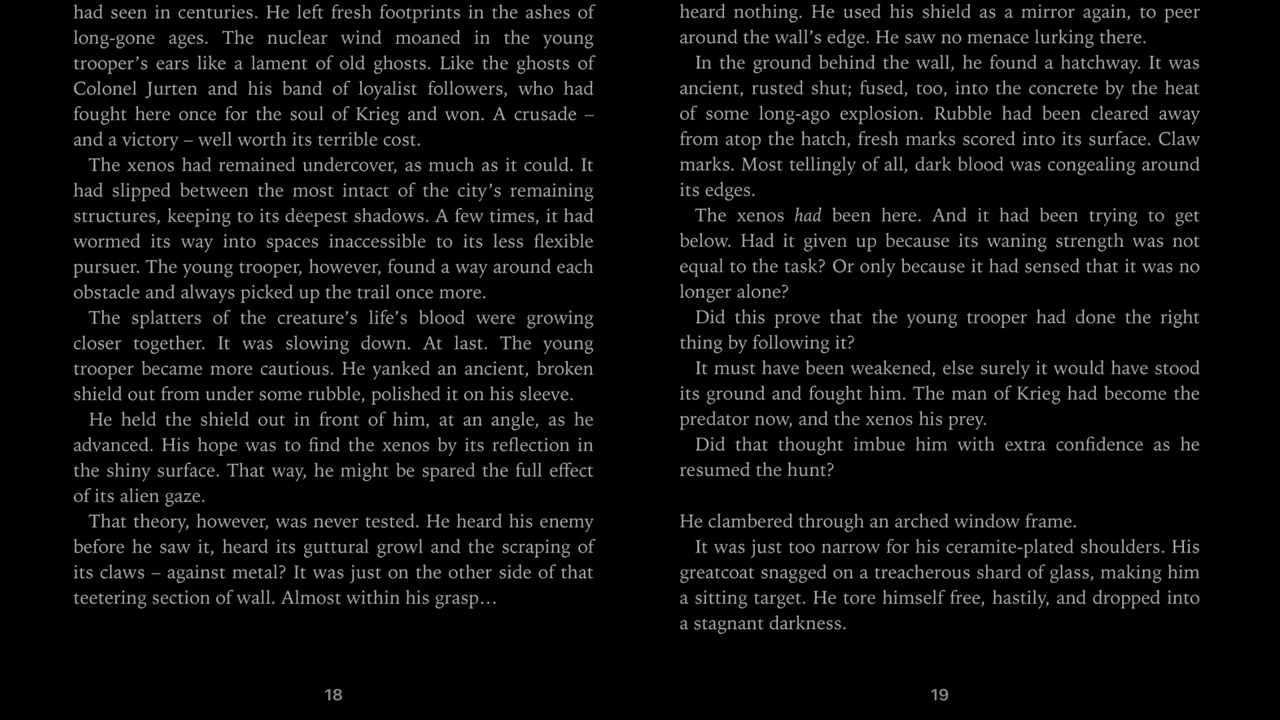 had seen in centuries. He left fresh footprints in the ashes of
long-gone ages. The nuclear wind moaned in the young
trooper’s ears like a lament of old ghosts. Like the ghosts of
Colonel Jurten and his band of loyalist followers, who had
fought here once for the soul of Krieg and won. A crusade –
and a victory – well worth its terrible cost.
The xenos had remained undercover, as much as it could. It
had slipped between the most intact of the city’s remaining
structures, keeping to its deepest shadows. A few times, it had
wormed its way into spaces inaccessible to its less flexible
pursuer. The young trooper, however, found a way around each
obstacle and always picked up the trail once more.
The splatters of the creature’s life’s blood were growing
closer together. It was slowing down. At last. The young
trooper became more cautious. He yanked an ancient, broken
shield out from under some rubble, polished it on his sleeve.
He held the shield out in front of him, at an angle, as he
advanced. His hope was to find the xenos by its reflection in
the shiny surface. That way, he might be spared the full effect
of its alien gaze.
That theory, however, was never tested. He heard his enemy
before he saw it, heard its guttural growl and the scraping of
its claws – against metal? It was just on the other side of that
teetering section of wall. Almost within his grasp…
18
heard nothing. He used his shield as a mirror again, to peer
around the wall’s edge. He saw no menace lurking there.
In the ground behind the wall, he found a hatchway. It was
ancient, rusted shut; fused, too, into the concrete by the heat
of some long-ago explosion. Rubble had been cleared away
from atop the hatch, fresh marks scored into its surface. Claw
marks. Most tellingly of all, dark blood was congealing around
its edges.
The xenos had been here. And it had been trying to get
below. Had it given up because its waning strength was not
equal to the task? Or only because it had sensed that it was no
longer alone?
Did this prove that the young trooper had done the right
thing by following it?
It must have been weakened, else surely it would have stood
its ground and fought him. The man of Krieg had become the
predator now, and the xenos his prey.
Did that thought imbue him with extra confidence as he
resumed the hunt?
He clambered through an arched window frame.
It was just too narrow for his ceramite-plated shoulders. His
greatcoat snagged on a treacherous shard of glass, making him
a sitting target. He tore himself free, hastily, and dropped into
a stagnant darkness.
19